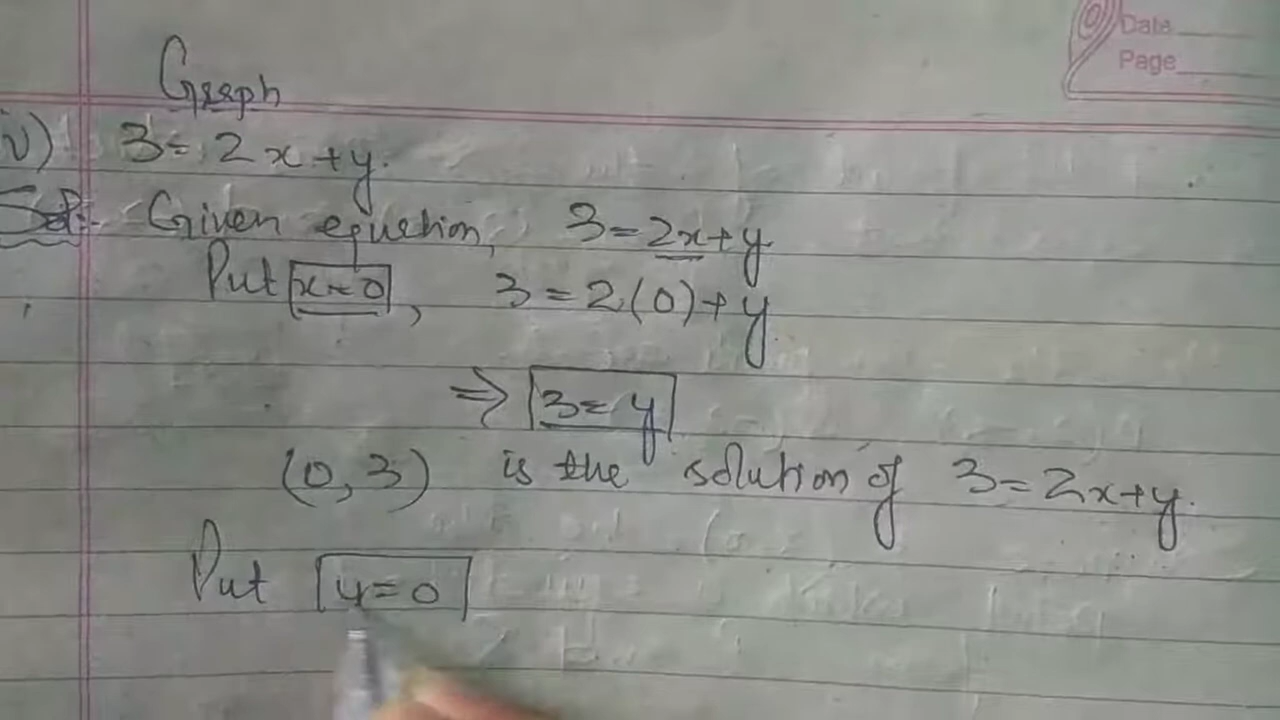 Date
Page
Graph
iv) 3 = 2x + y.
Sol:- Given equation, 3 = 2x + y
Put x = 0, 3 = 2(0) + y
⇒ 3 = y
(0, 3) is the solution of 3 = 2x + y.
Put y = 0